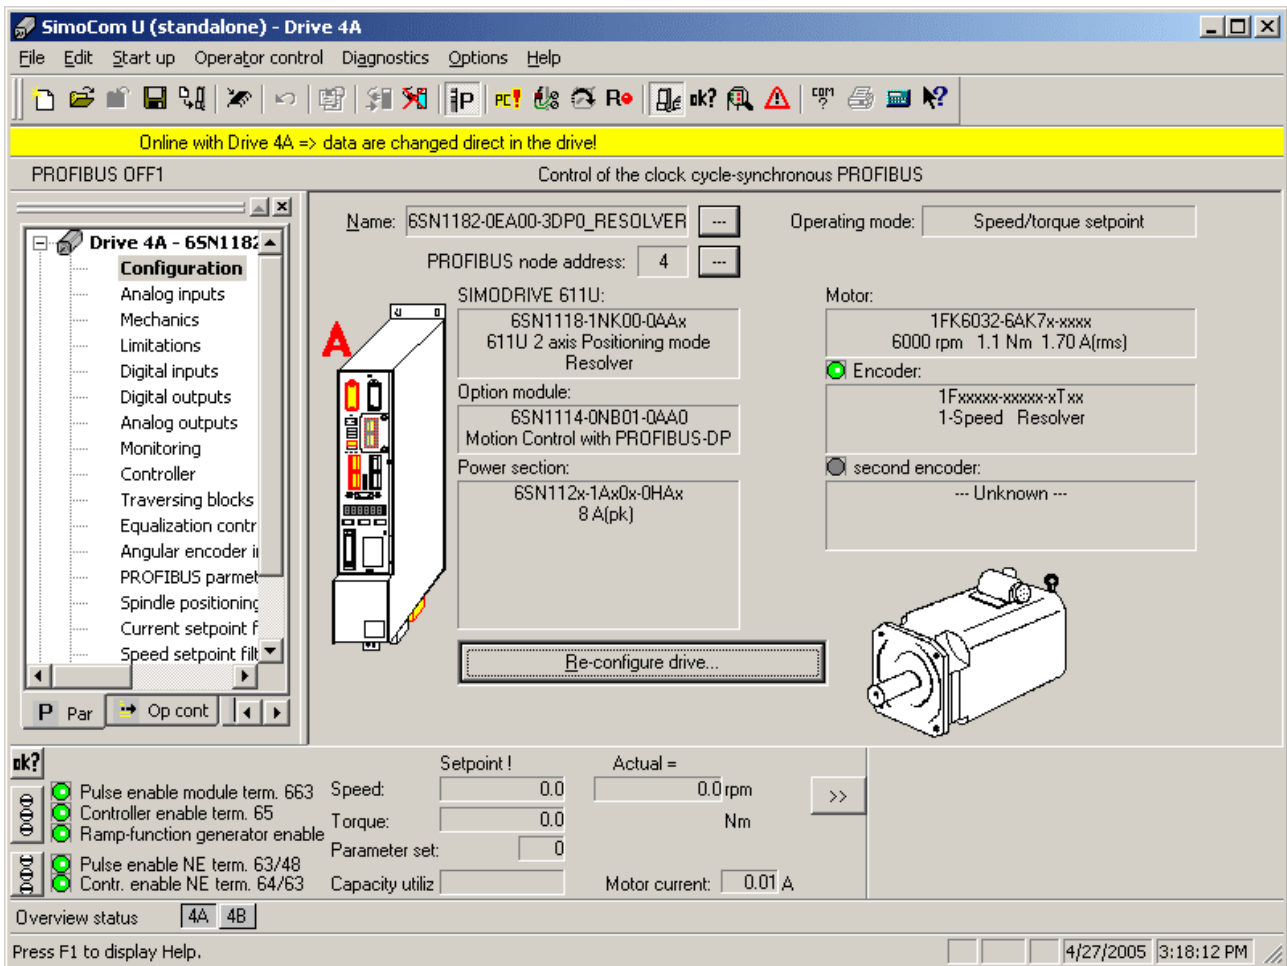 SimoCom U (standalone) - Drive 4A
File Edit Start up Operator control Diagnostics Options Help
P PC! R ok? COM ?
Online with Drive 4A => data are changed direct in the drive!
PROFIBUS OFF1
Control of the clock cycle-synchronous PROFIBUS
Drive 4A - 6SN1182
Configuration
Analog inputs
Mechanics
Limitations
Digital inputs
Digital outputs
Analog outputs
Monitoring
Controller
Traversing blocks
Equalization contr
Angular encoder i
PROFIBUS parmet
Spindle positioning
Current setpoint f
Speed setpoint filt
P Par Op cont
Name: 6SN1182-0EA00-3DP0_RESOLVER ---
Operating mode: Speed/torque setpoint
PROFIBUS node address: 4 ---
A
SIMODRIVE 611U:
6SN1118-1NK00-0AAx
611U 2 axis Positioning mode
Resolver
Option module:
6SN1114-0NB01-0AA0
Motion Control with PROFIBUS-DP
Power section:
6SN112x-1Ax0x-0HAx
8 A(pk)
Motor:
1FK6032-6AK7x-xxxx
6000 rpm 1.1 Nm 1.70 A(rms)
Encoder:
1Fxxxxx-xxxxx-xTxx
1-Speed Resolver
second encoder:
--- Unknown ---
Re-configure drive...
ok?
Pulse enable module term. 663
Controller enable term. 65
Ramp-function generator enable
Pulse enable NE term. 63/48
Contr. enable NE term. 64/63
Setpoint ! Actual =
Speed: 0.0 0.0 rpm
Torque: 0.0 Nm
Parameter set: 0
Capacity utiliz Motor current: 0.01 A
>>
Overview status 4A 4B
Press F1 to display Help.
4/27/2005 3:18:12 PM